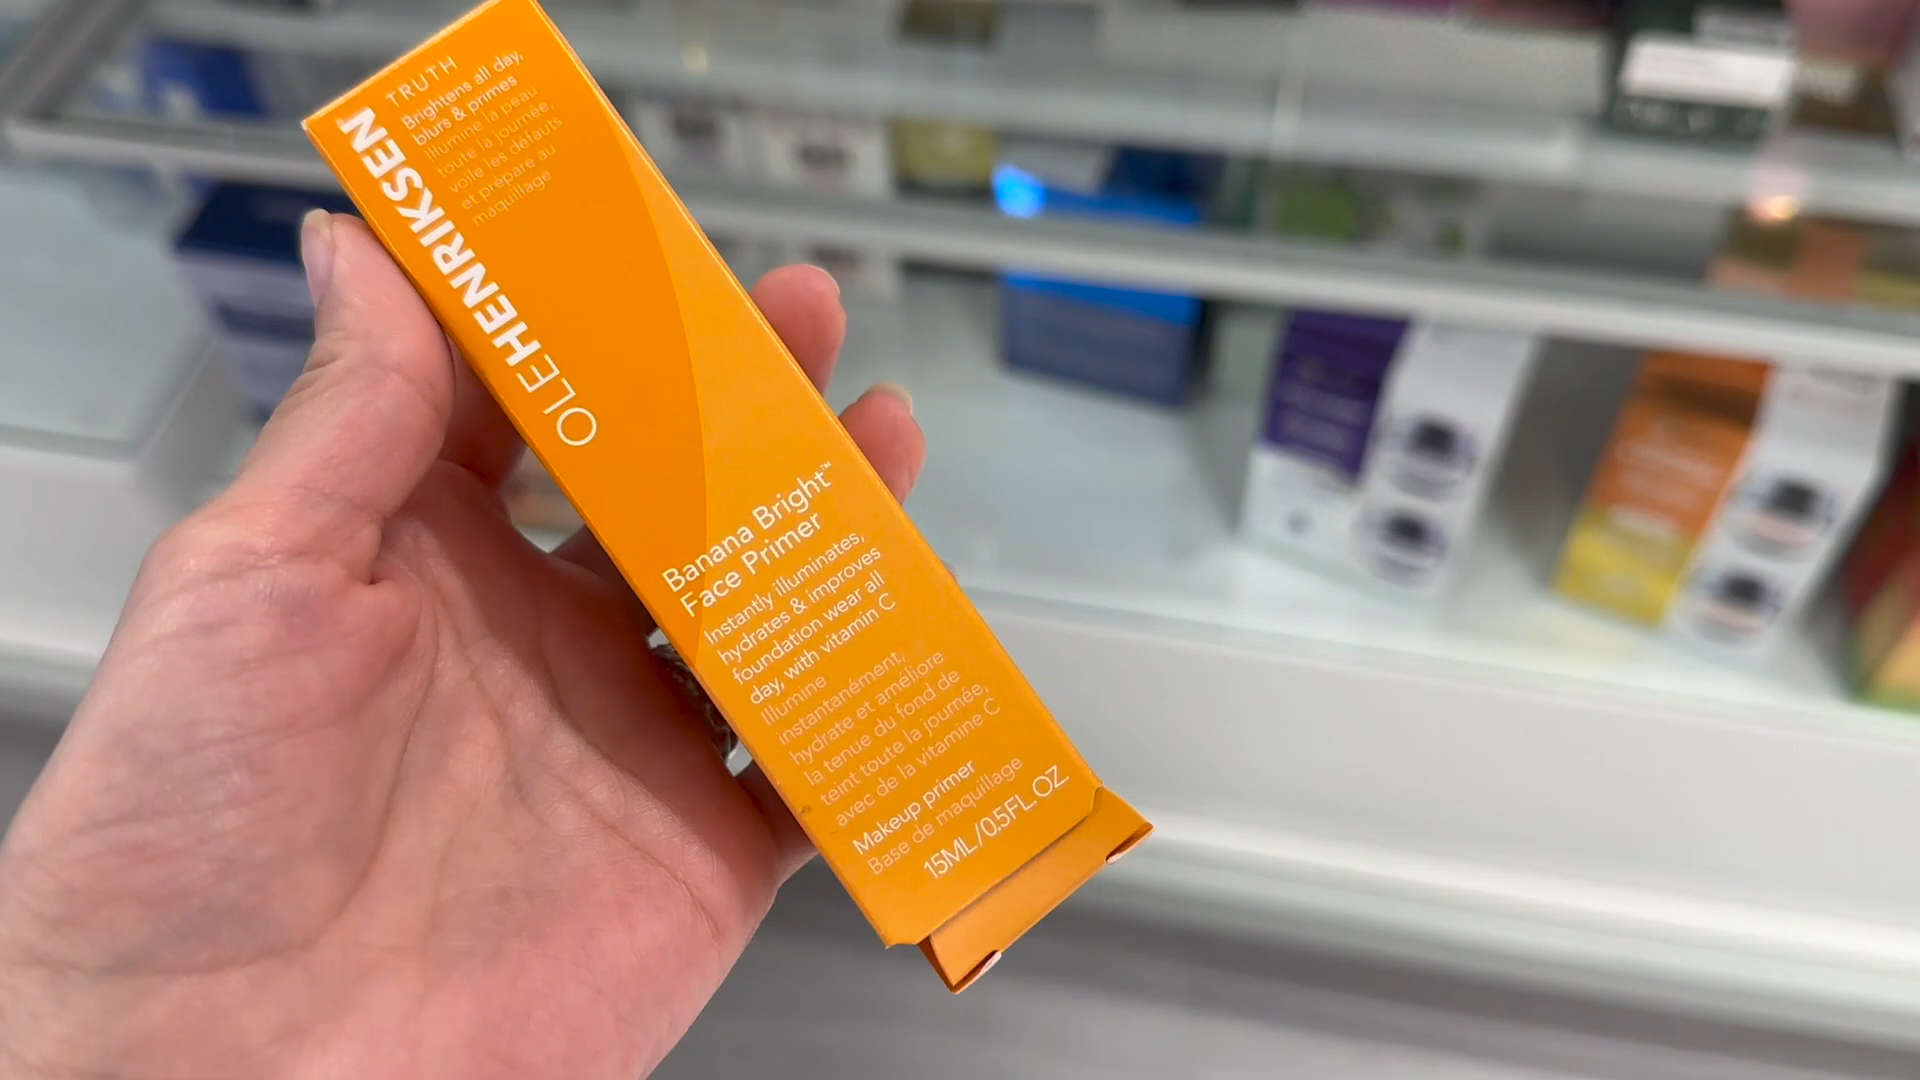 OLEHENRIKSEN
TRUTH
Brightens all day,
blurs & primes
Illumine la peau
toute la journée,
voile les défauts
et prépare au
maquillage
Banana Bright™
Face Primer
Instantly illuminates,
hydrates & improves
foundation wear all
day, with vitamin C
Illumine
instantanément,
hydrate et améliore
la tenue du fond de
teint toute la journée,
avec de la vitamine C
Makeup primer
Base de maquillage
15ML/0.5FL.OZ.